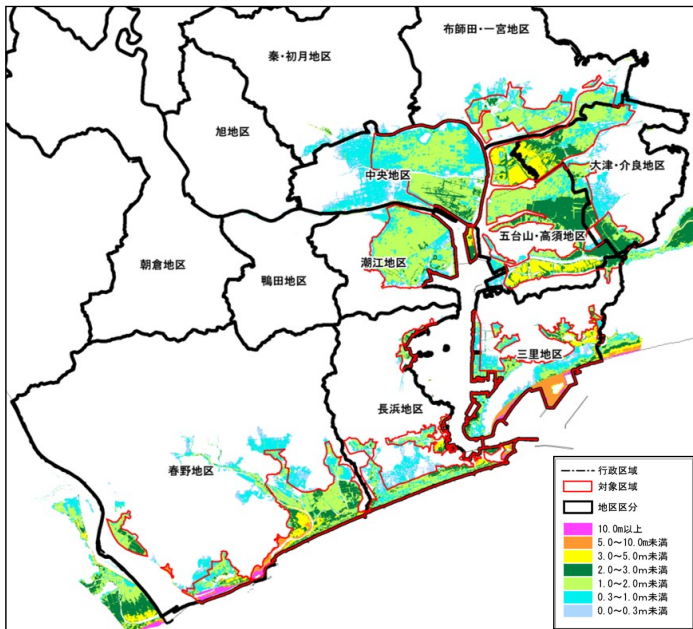 布師田・一宮地区
秦・初月地区
旭地区
大津・介良地区
中央地区
五台山・高須地区
潮江地区
朝倉地区
鴨田地区
三里地区
長浜地区
春野地区
行政区域
対象区域
地区区分
10.0m以上
5.0～10.0m未満
3.0～5.0m未満
2.0～3.0m未満
1.0～2.0m未満
0.3～1.0m未満
0.0～0.3m未満